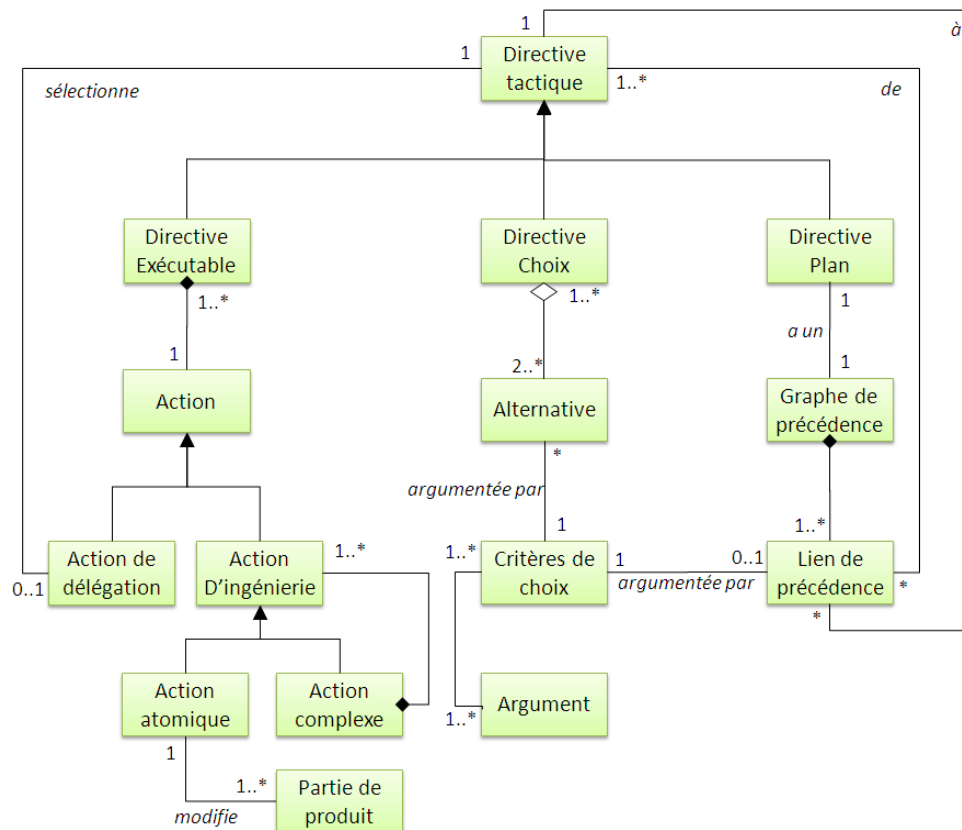 1
à
1
Directive
tactique
1..*
sélectionne
de
Directive
Exécutable
Directive
Choix
Directive
Plan
1..*
1..*
1
a un
1
2..*
1
Action
Alternative
Graphe de
précédence
*
argumentée par
1
1..*
Action de
délégation
Action
D'ingénierie
1..*
1..*
Critères de
choix
1
argumentée par
0..1
Lien de
précédence
*
0..1
*
Action
atomique
Action
complexe
Argument
1..*
1
1..*
Partie de
produit
modifie